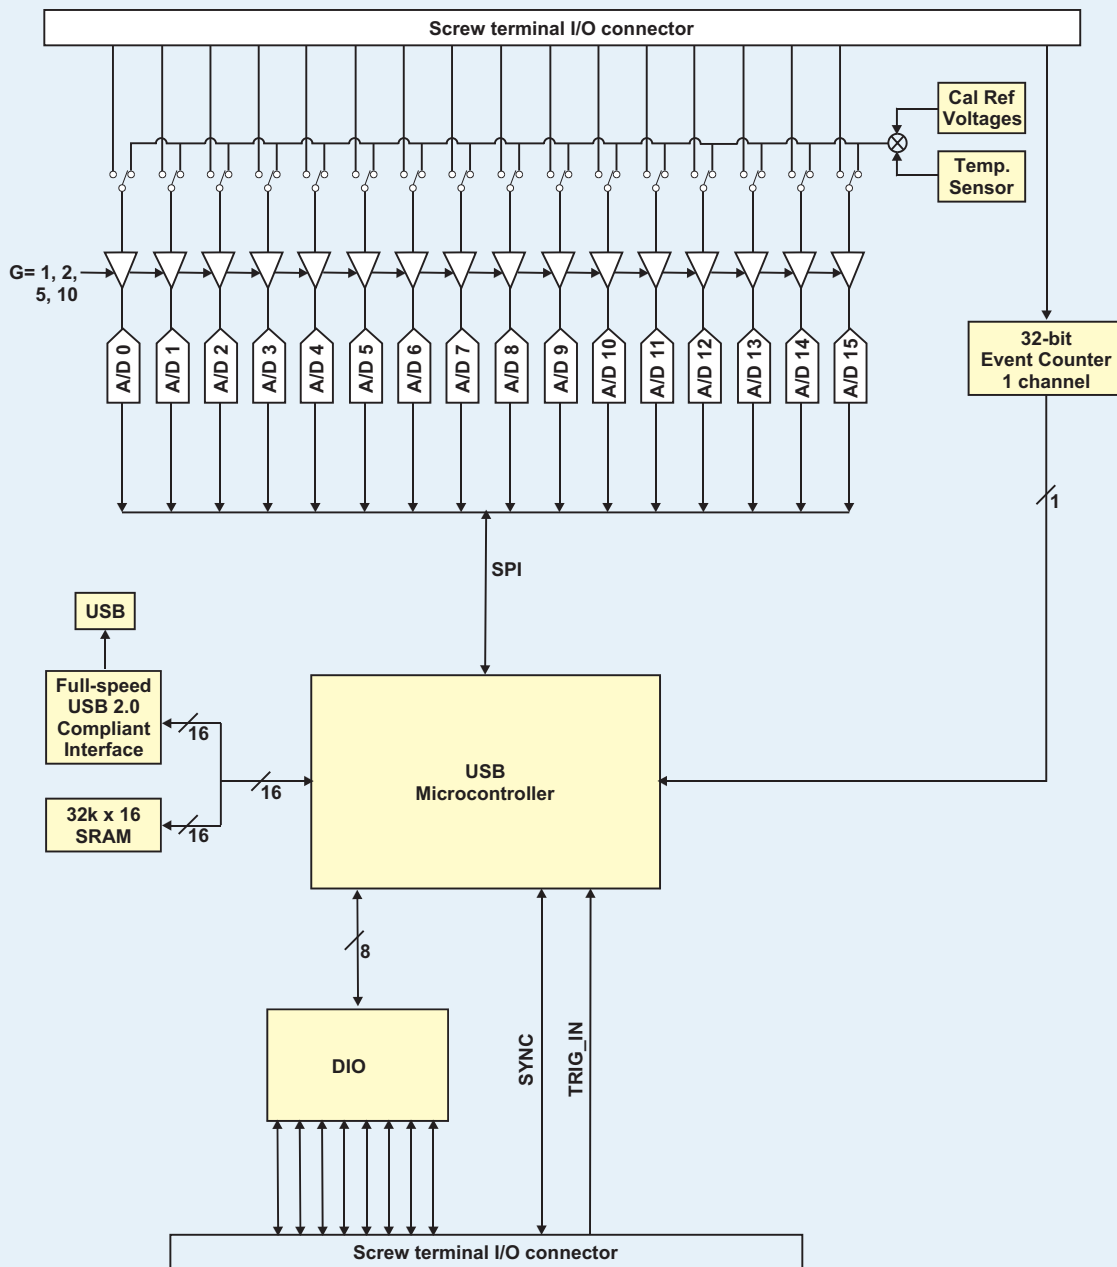 Screw terminal I/O connector
Cal Ref
Voltages
Temp.
Sensor
G= 1, 2,
5, 10
A/D 0
A/D 1
A/D 2
A/D 3
A/D 4
A/D 5
A/D 6
A/D 7
A/D 8
A/D 9
A/D 10
A/D 11
A/D 12
A/D 13
A/D 14
A/D 15
32-bit
Event Counter
1 channel
1
SPI
USB
Full-speed
USB 2.0
Compliant
Interface
16
16
32k x 16
SRAM
16
USB
Microcontroller
8
DIO
SYNC
TRIG_IN
Screw terminal I/O connector